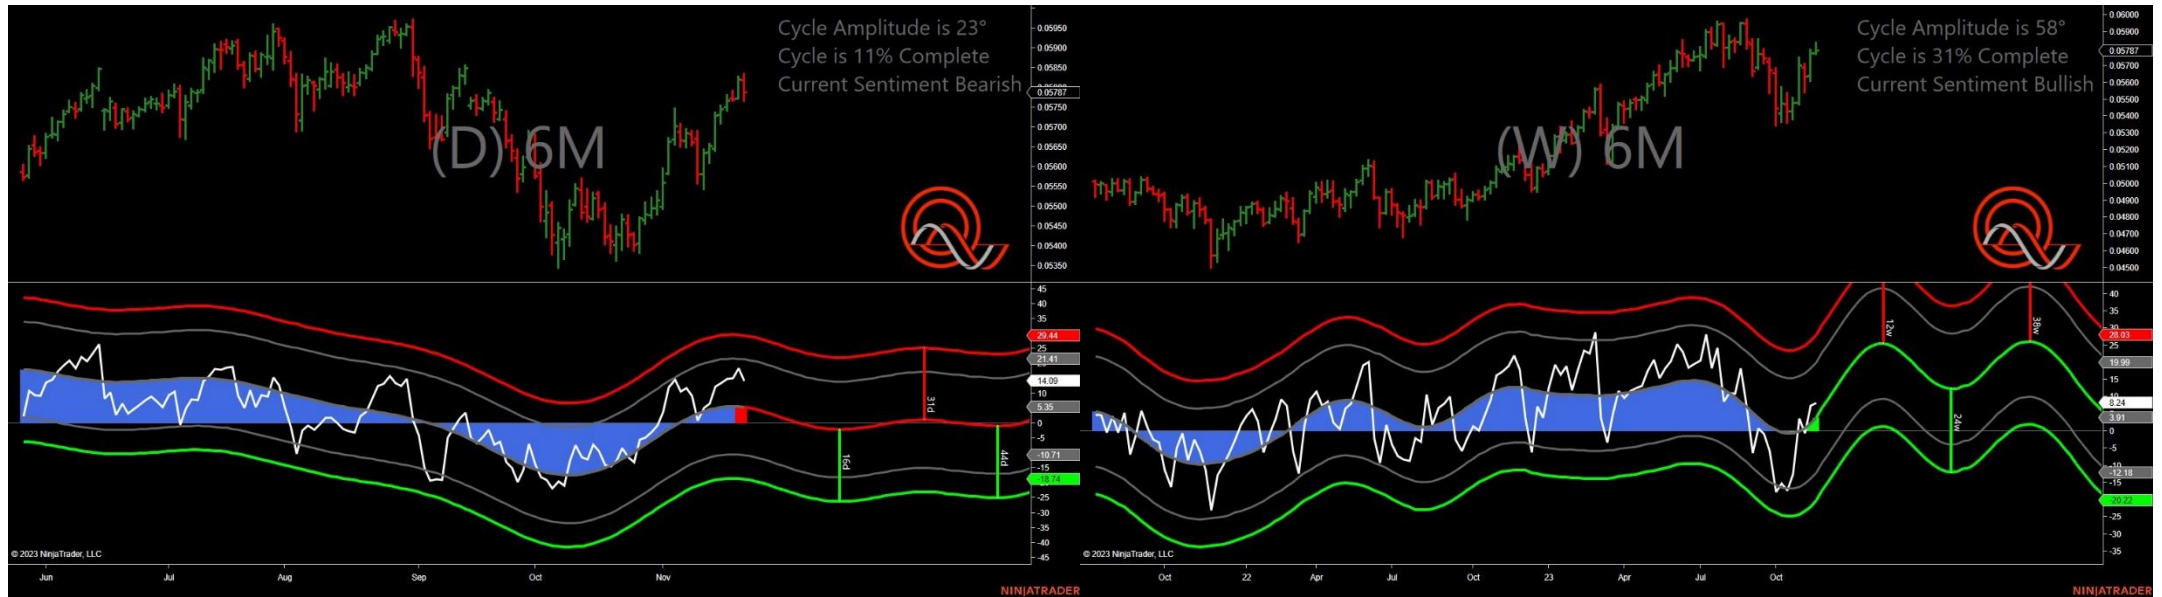 Cycle Amplitude is 23°
Cycle is 11% Complete
Current Sentiment Bearish
(D) 6M
0.05950
0.05900
0.05850
0.05787
0.05750
0.05700
0.05650
0.05600
0.05550
0.05500
0.05450
0.05400
0.05350
45
40
35
29.44
25
21.41
14.09
5.35
0
-5
-10.71
-15
-18.74
-25
-30
-35
-40
-45
31d
16d
44d
© 2023 NinjaTrader, LLC
Jun
Jul
Aug
Sep
Oct
Nov
NINJATRADER
Cycle Amplitude is 58°
Cycle is 31% Complete
Current Sentiment Bullish
(W) 6M
0.06000
0.05900
0.05787
0.05700
0.05600
0.05500
0.05400
0.05300
0.05200
0.05100
0.05000
0.04900
0.04800
0.04700
0.04600
0.04500
40
35
28.03
25
19.99
15
8.24
3.91
0
-5
-12.18
-15
-20.22
-25
-30
-35
12w
38w
24w
© 2023 NinjaTrader, LLC
Oct
22
Apr
Jul
Oct
23
Apr
Jul
Oct
NINJATRADER